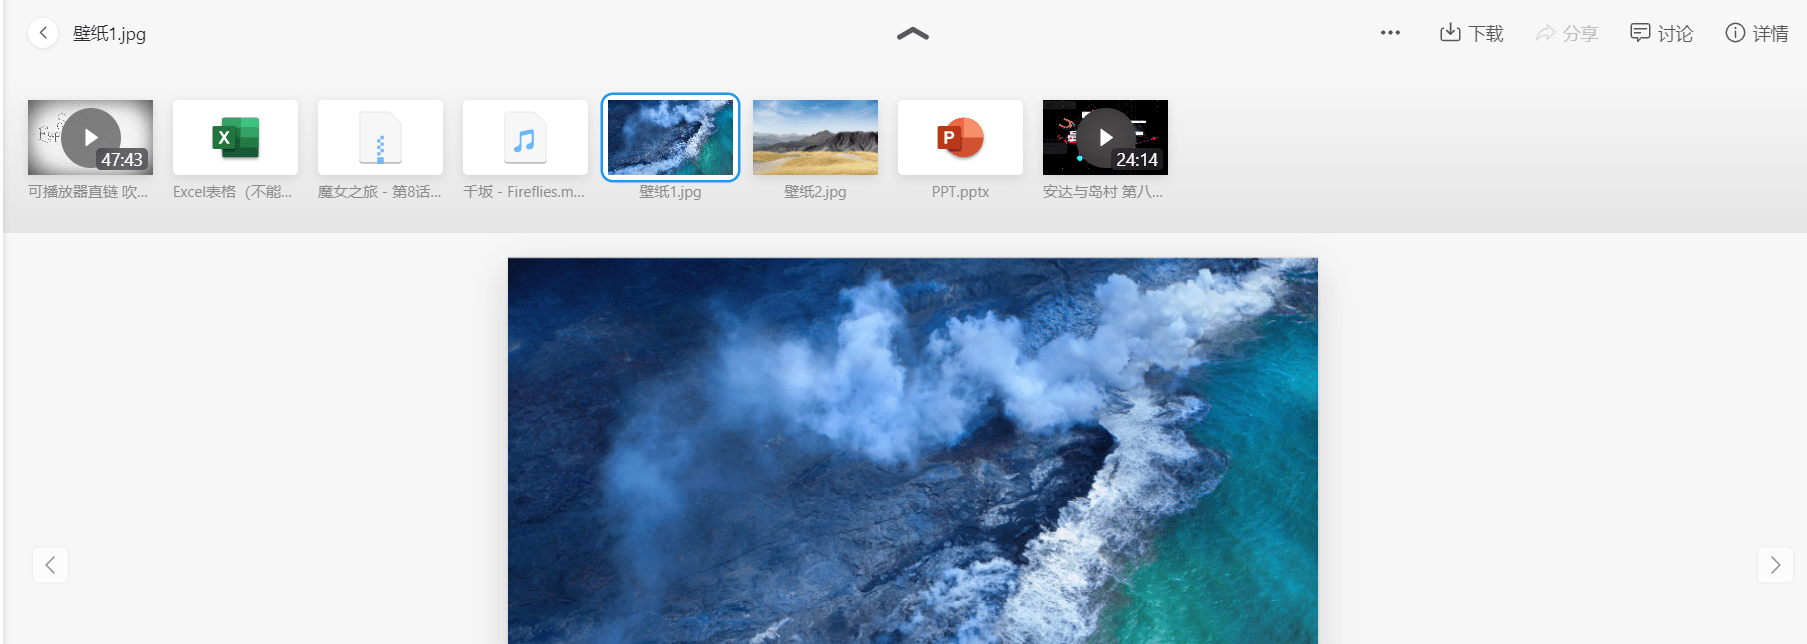 壁纸1.jpg
下载
分享
讨论
详情
47:43
24:14
可播放器直链 吹...
Excel表格（不能...
魔女之旅 - 第8话...
千坂 - Fireflies.m...
壁纸1.jpg
壁纸2.jpg
PPT.pptx
安达与岛村 第八...